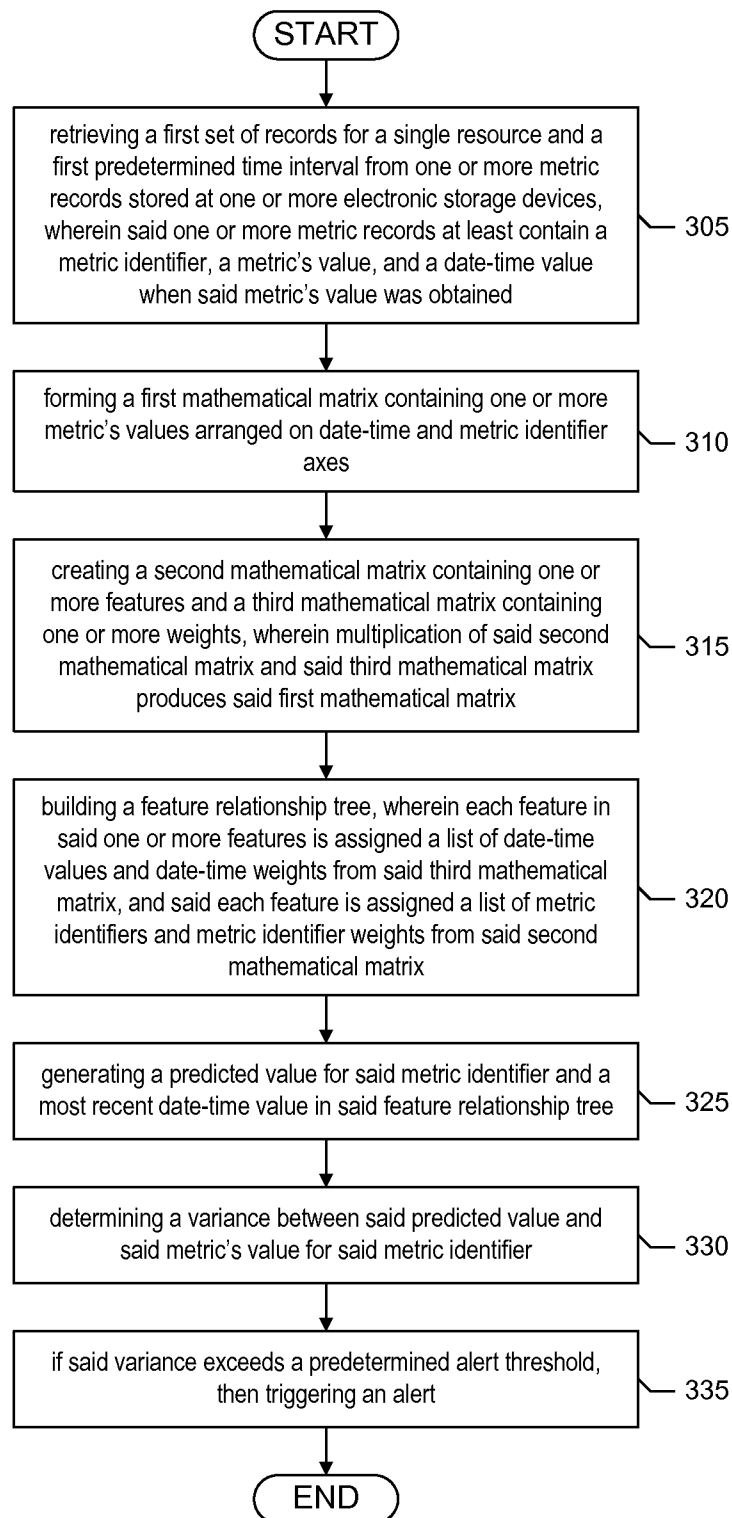 START
retrieving a first set of records for a single resource and a
first predetermined time interval from one or more metric
records stored at one or more electronic storage devices,
wherein said one or more metric records at least contain a
metric identifier, a metric's value, and a date-time value
when said metric's value was obtained
305
forming a first mathematical matrix containing one or more
metric's values arranged on date-time and metric identifier
axes
310
creating a second mathematical matrix containing one or
more features and a third mathematical matrix containing
one or more weights, wherein multiplication of said second
mathematical matrix and said third mathematical matrix
produces said first mathematical matrix
315
building a feature relationship tree, wherein each feature in
said one or more features is assigned a list of date-time
values and date-time weights from said third mathematical
matrix, and said each feature is assigned a list of metric
identifiers and metric identifier weights from said second
mathematical matrix
320
generating a predicted value for said metric identifier and a
most recent date-time value in said feature relationship tree
325
determining a variance between said predicted value and
said metric's value for said metric identifier
330
if said variance exceeds a predetermined alert threshold,
then triggering an alert
335
END